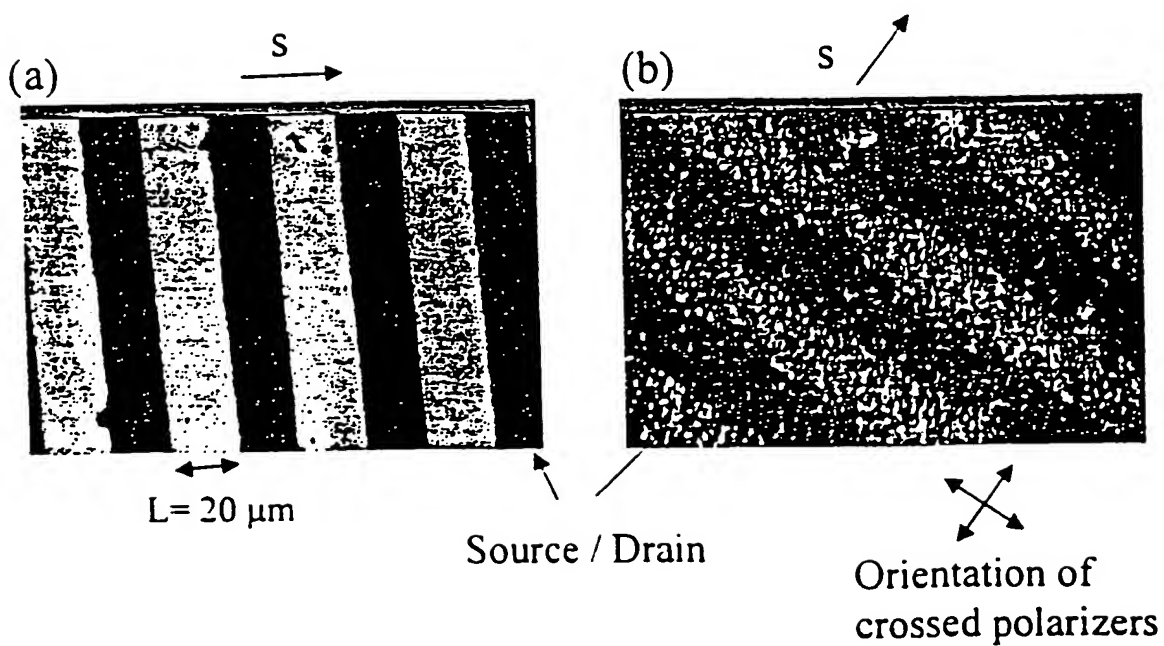 (a)
S
(b)
S
L= 20 μm
Source / Drain
Orientation of
crossed polarizers